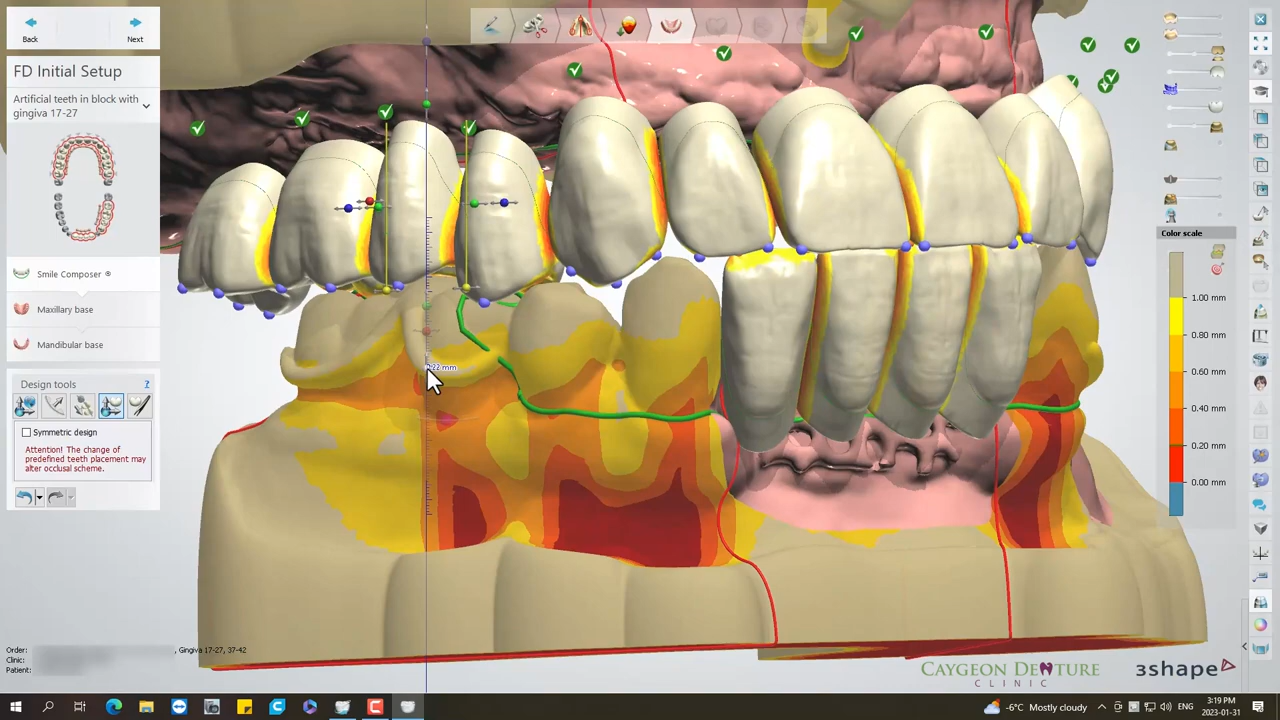 Back
Next
FD Initial Setup
Artificial teeth in block with
gingiva 17-27
Smile Composer ®
Maxillary base
Mandibular base
Design tools
?
Symmetric design
Attention! The change of
predefined teeth placement may
alter occlusal scheme.
Order:
, Gingiva 17-27, 37-42
Clinic:
Patient:
Color scale
1.00 mm
0.80 mm
0.60 mm
0.40 mm
0.20 mm
0.00 mm
CAYGEON DENTURE
CLINIC
3shape
-6°C Mostly cloudy
ENG
3:19 PM
2023-01-31